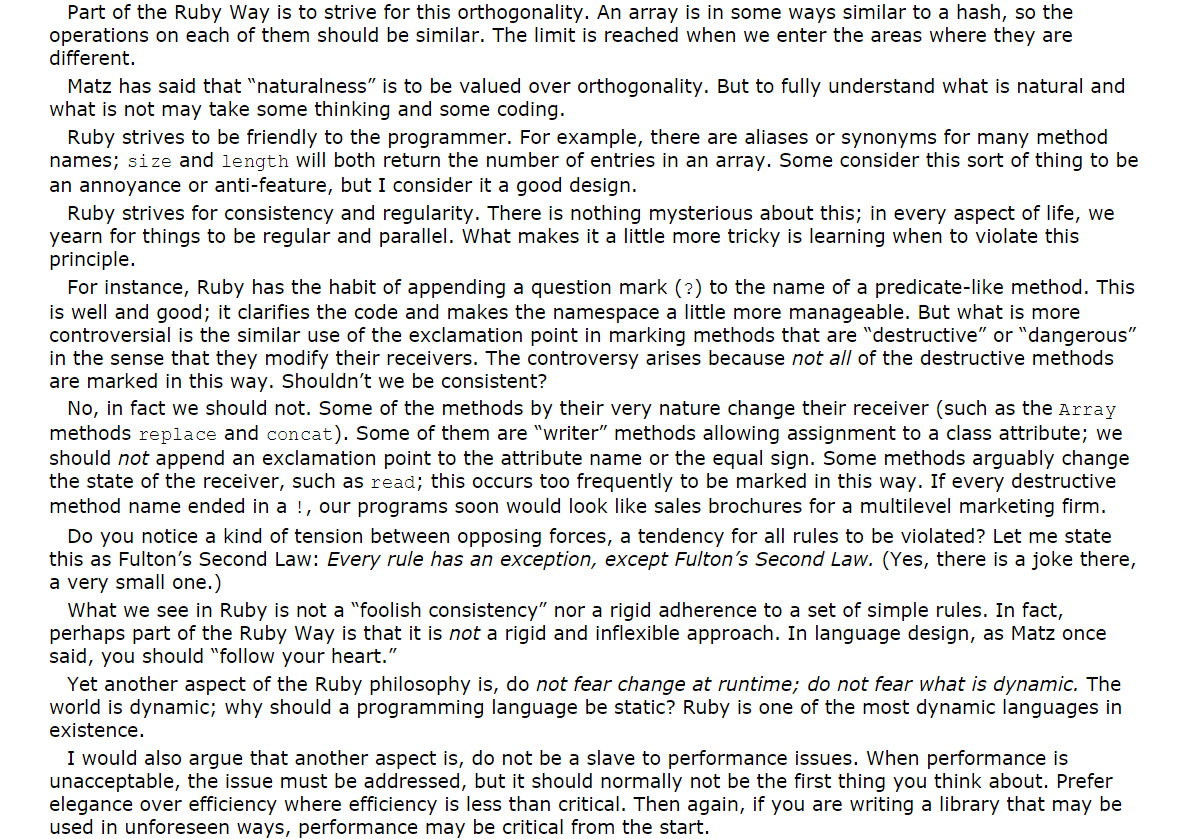 Part of the Ruby Way is to strive for this orthogonality. An array is in some ways similar to a hash, so the
operations on each of them should be similar. The limit is reached when we enter the areas where they are
different.
Matz has said that “naturalness” is to be valued over orthogonality. But to fully understand what is natural and
what is not may take some thinking and some coding.
Ruby strives to be friendly to the programmer. For example, there are aliases or synonyms for many method
names; size and length will both return the number of entries in an array. Some consider this sort of thing to be
an annoyance or anti-feature, but I consider it a good design.
Ruby strives for consistency and regularity. There is nothing mysterious about this; in every aspect of life, we
yearn for things to be regular and parallel. What makes it a little more tricky is learning when to violate this
principle.
For instance, Ruby has the habit of appending a question mark (?) to the name of a predicate-like method. This
is well and good; it clarifies the code and makes the namespace a little more manageable. But what is more
controversial is the similar use of the exclamation point in marking methods that are “destructive” or “dangerous”
in the sense that they modify their receivers. The controversy arises because not all of the destructive methods
are marked in this way. Shouldn’t we be consistent?
No, in fact we should not. Some of the methods by their very nature change their receiver (such as the Array
methods replace and concat). Some of them are “writer” methods allowing assignment to a class attribute; we
should not append an exclamation point to the attribute name or the equal sign. Some methods arguably change
the state of the receiver, such as read; this occurs too frequently to be marked in this way. If every destructive
method name ended in a !, our programs soon would look like sales brochures for a multilevel marketing firm.
Do you notice a kind of tension between opposing forces, a tendency for all rules to be violated? Let me state
this as Fulton’s Second Law: Every rule has an exception, except Fulton’s Second Law. (Yes, there is a joke there,
a very small one.)
What we see in Ruby is not a “foolish consistency” nor a rigid adherence to a set of simple rules. In fact,
perhaps part of the Ruby Way is that it is not a rigid and inflexible approach. In language design, as Matz once
said, you should “follow your heart.”
Yet another aspect of the Ruby philosophy is, do not fear change at runtime; do not fear what is dynamic. The
world is dynamic; why should a programming language be static? Ruby is one of the most dynamic languages in
existence.
I would also argue that another aspect is, do not be a slave to performance issues. When performance is
unacceptable, the issue must be addressed, but it should normally not be the first thing you think about. Prefer
elegance over efficiency where efficiency is less than critical. Then again, if you are writing a library that may be
used in unforeseen ways, performance may be critical from the start.